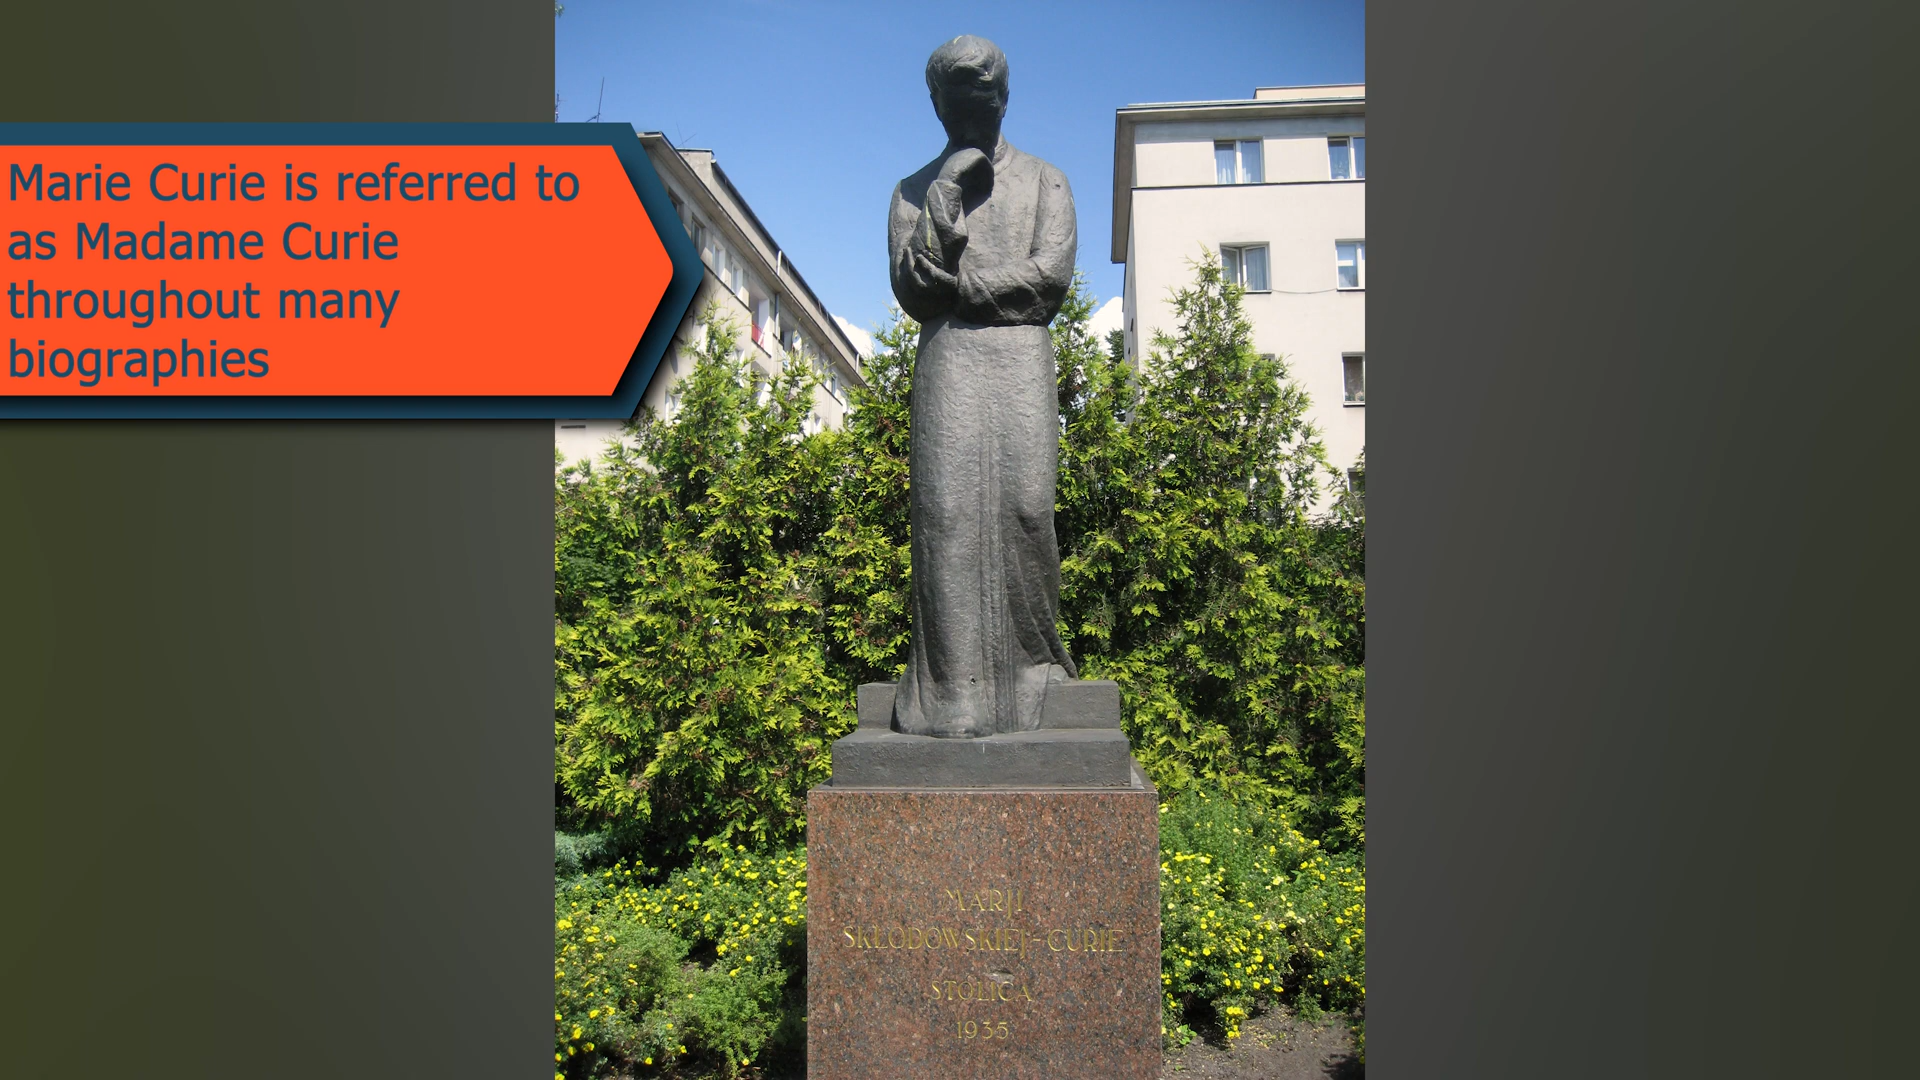 Marie Curie is referred to
as Madame Curie
throughout many
biographies
MARJI
SKŁODOWSKIEJ-CURIE
STOLICA
1935